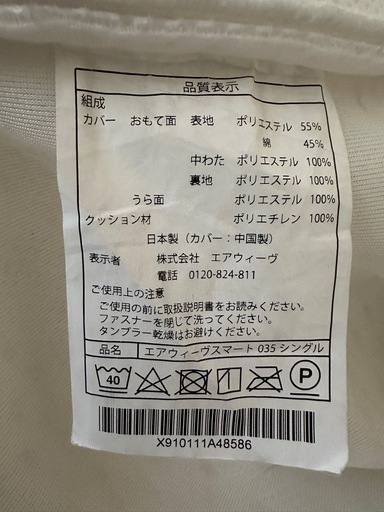 品質表示
組成
カバー おもて面 表地 ポリエステル 55%
綿 45%
中わた ポリエステル 100%
裏地 ポリエステル 100%
うら面 ポリエステル 100%
クッション材 ポリエチレン 100%
日本製（カバー：中国製）
表示者 株式会社 エアウィーヴ
電話 0120-824-811
ご使用上の注意
ご使用の前に取扱説明書をお読みください。
ファスナーを閉じて洗ってください。
タンブラー乾燥はお避けください。
品名 エアウィーヴスマート 035 シングル
40 P
X910111A48586